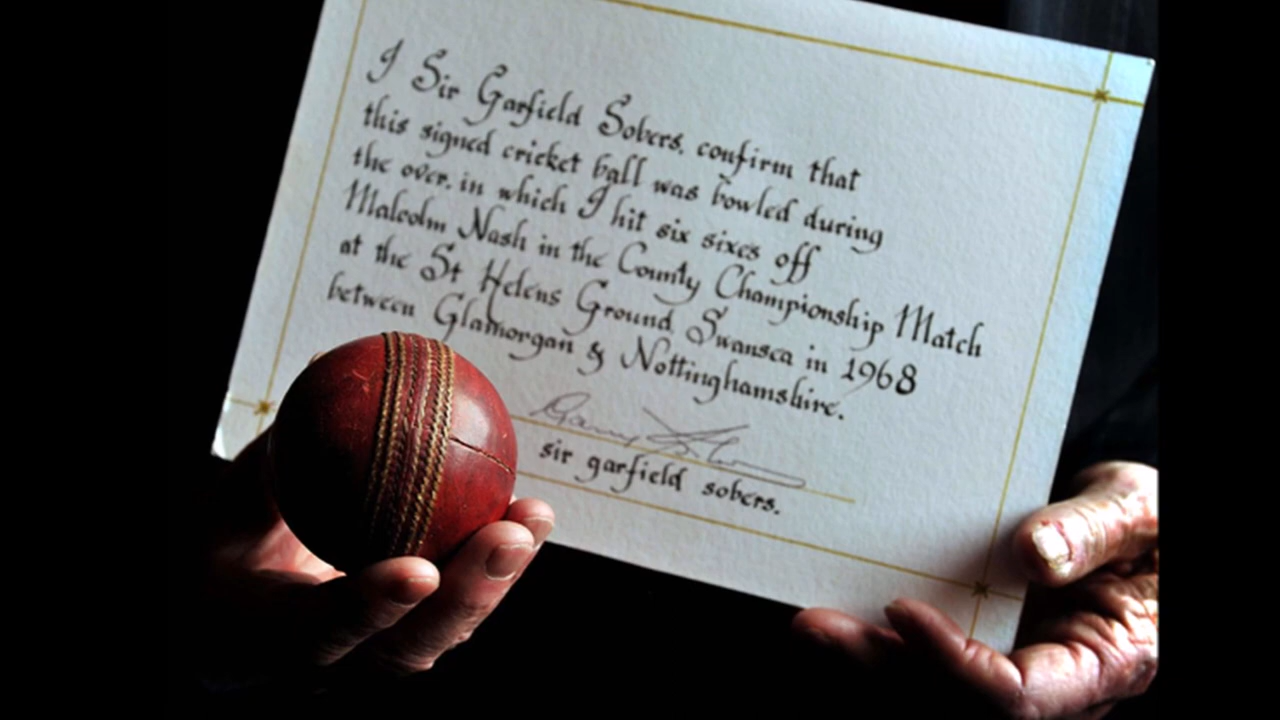 I Sir Garfield Sobers, confirm that
this signed cricket ball was bowled during
the over, in which I hit six sixes off
Malcolm Nash in the County Championship Match
at the St Helens Ground, Swansea in 1968
between Glamorgan & Nottinghamshire.
Garry Sobers
sir garfield sobers.